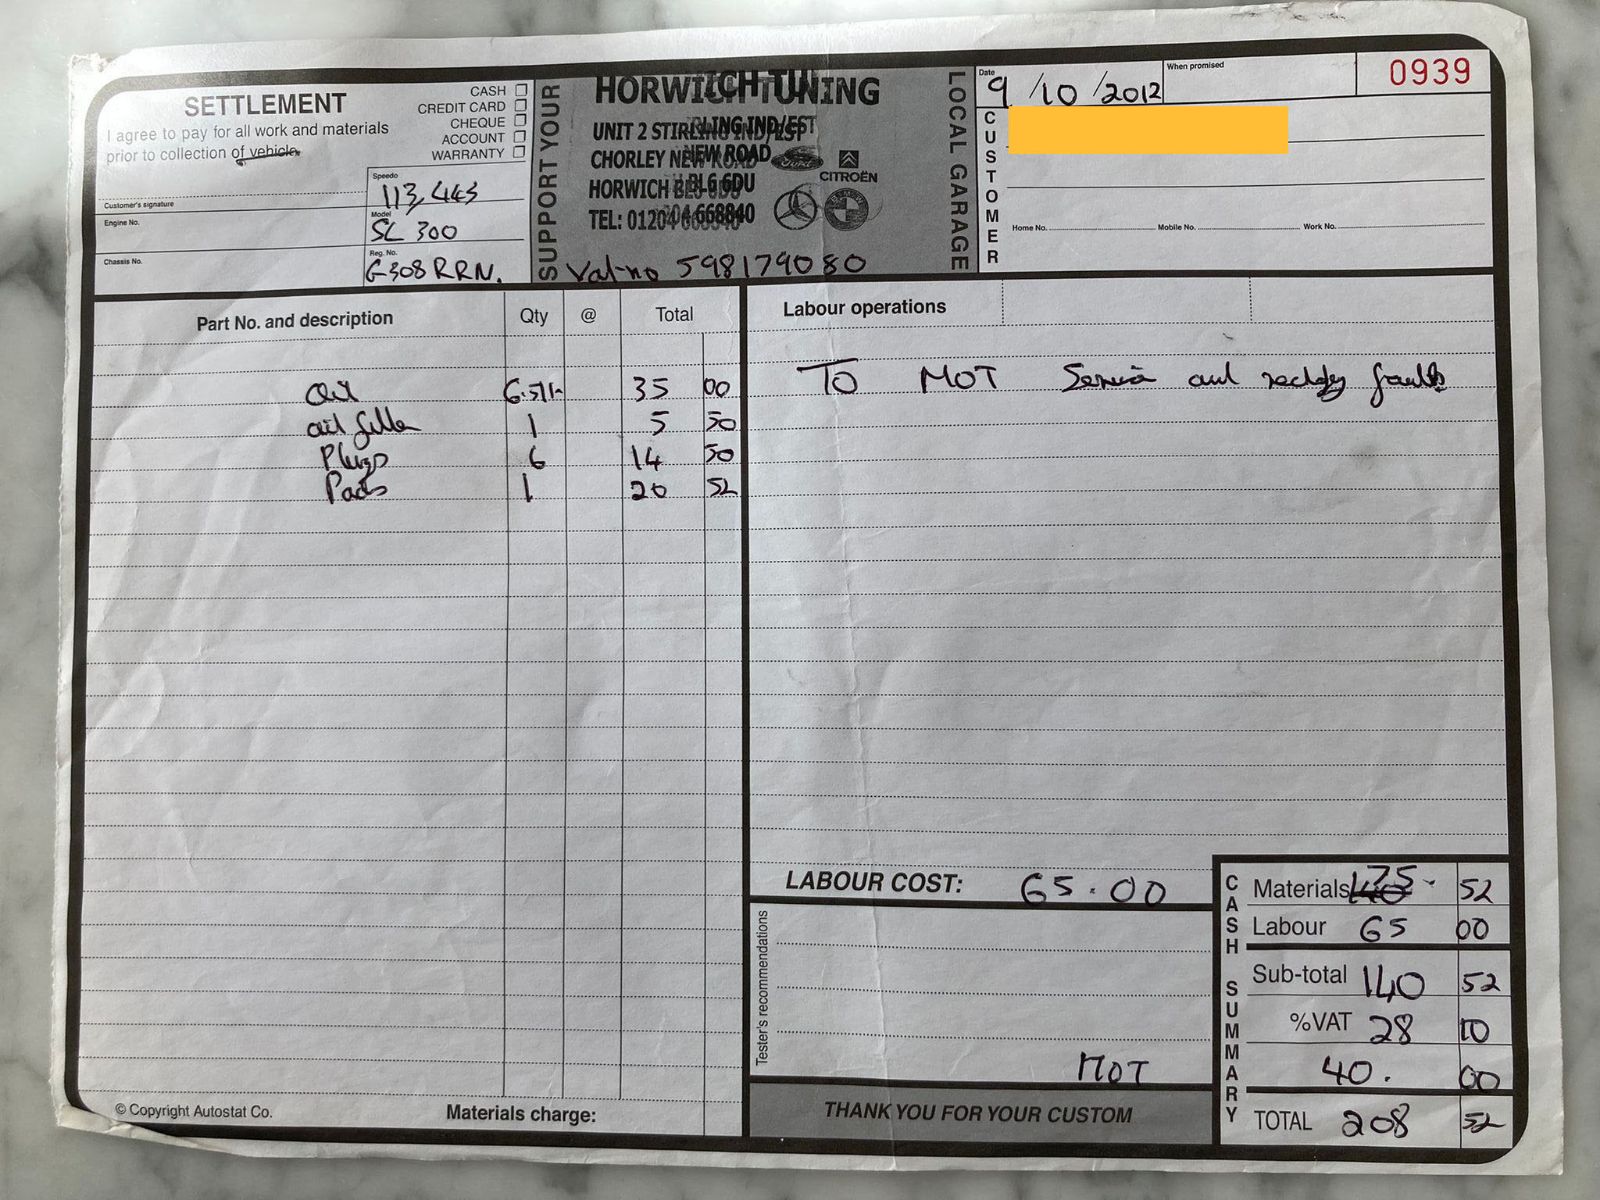 SETTLEMENT
I agree to pay for all work and materials
prior to collection of vehicle.
Customer's signature
Engine No.
Chassis No.
CASH
CREDIT CARD
CHEQUE
ACCOUNT
WARRANTY
Speedo
113,443
Model
SL 300
Reg. No.
G308 RRN.
SUPPORT YOUR
HORWICH TUNING
UNIT 2 STIRLING IND/EST
CHORLEY NEW ROAD
HORWICH BL6 6DU
TEL: 01204 668840
Ford
CITROËN
Vat-no 598179080
LOCAL GARAGE
Date
9/10/2012
When promised
0939
CUSTOMER
Home No.
Mobile No.
Work No.
Part No. and description Qty @ Total
Oil 35 00
oil filter 1 5 50
Plugs 6 14 50
Pads 1 20 52
© Copyright Autostat Co.
Materials charge:
Labour operations
To MOT Service and rectify faults
LABOUR COST: 65.00
Tester's recommendations
MOT
THANK YOU FOR YOUR CUSTOM
CASH SUMMARY
Materials 75. 52
Labour 65 00
Sub-total 140 52
%VAT 28 10
40. 00
TOTAL 208 52